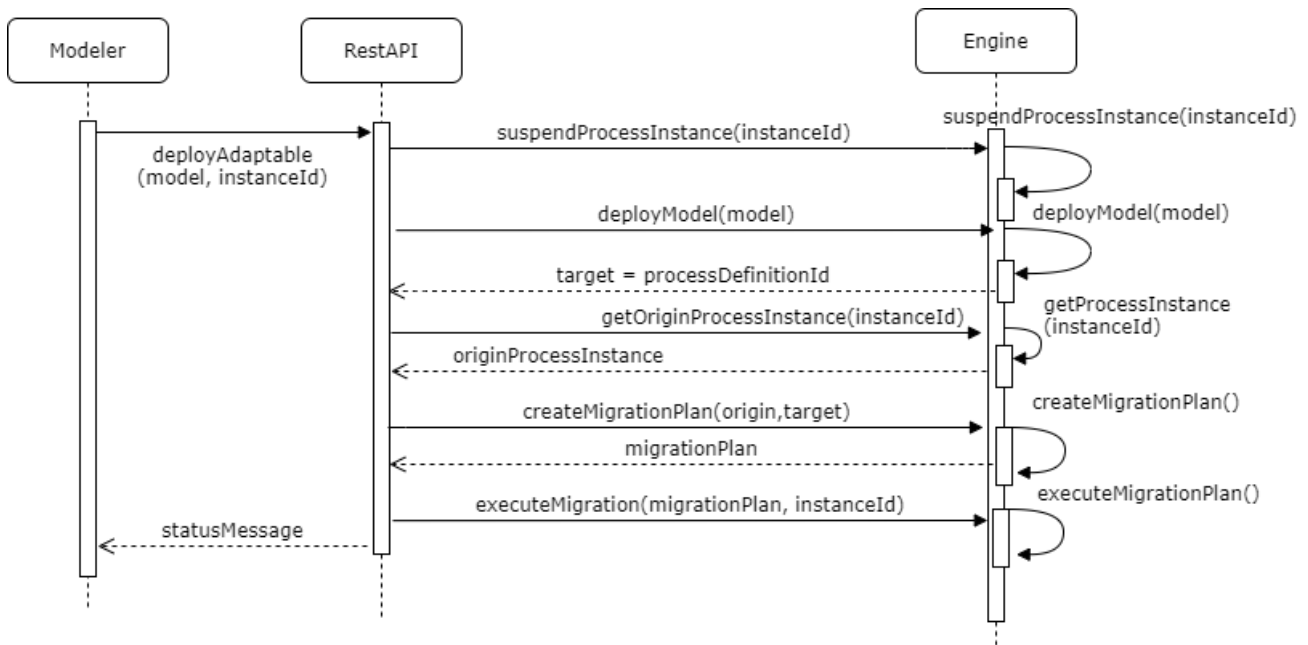 Modeler
RestAPI
Engine
suspendProcessInstance(instanceId)
suspendProcessInstance(instanceId)
deployAdaptable
(model, instanceId)
deployModel(model)
deployModel(model)
target = processDefinitionId
getOriginProcessInstance(instanceId)
getProcessInstance
(instanceId)
originProcessInstance
createMigrationPlan(origin,target)
createMigrationPlan()
migrationPlan
executeMigration(migrationPlan, instanceId)
executeMigrationPlan()
statusMessage